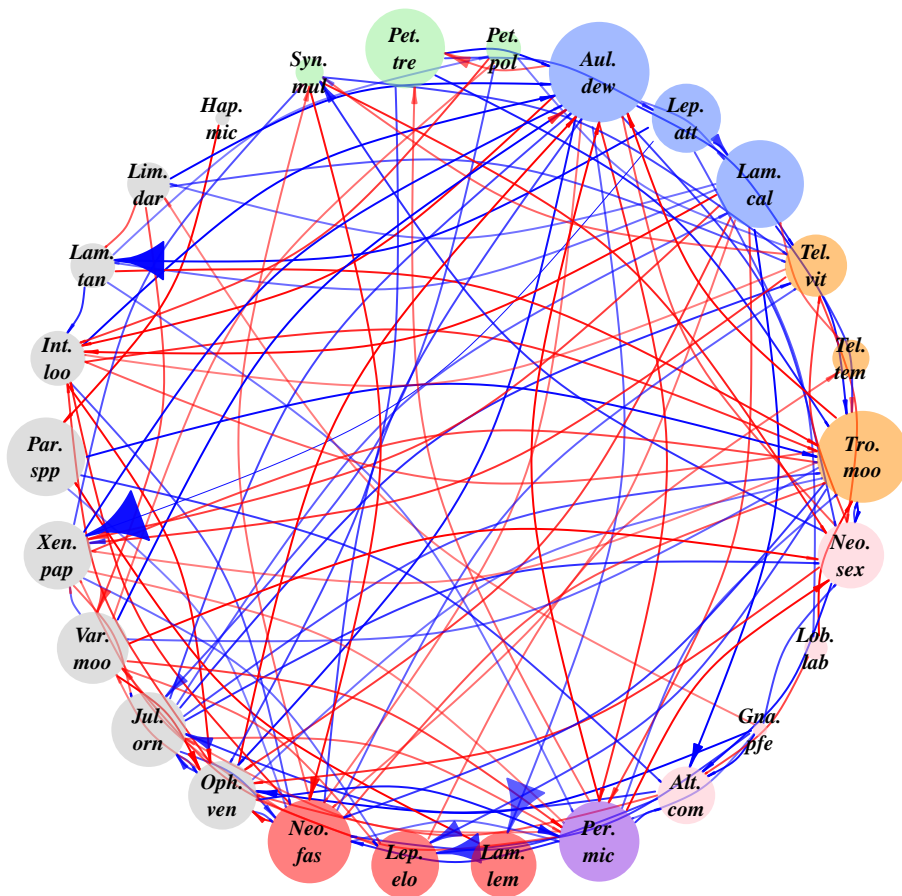 Pet.
tre
Pet.
pol
Aul.
dew
Lep.
att
Lam.
cal
Tel.
vit
Tel.
tem
Tro.
moo
Neo.
sex
Lob.
lab
Gna.
pfe
Alt.
com
Per.
mic
Lam.
lem
Lep.
elo
Neo.
fas
Oph.
ven
Jul.
orn
Var.
moo
Xen.
pap
Par.
spp
Int.
loo
Lam.
tan
Lim.
dar
Hap.
mic
Syn.
mul